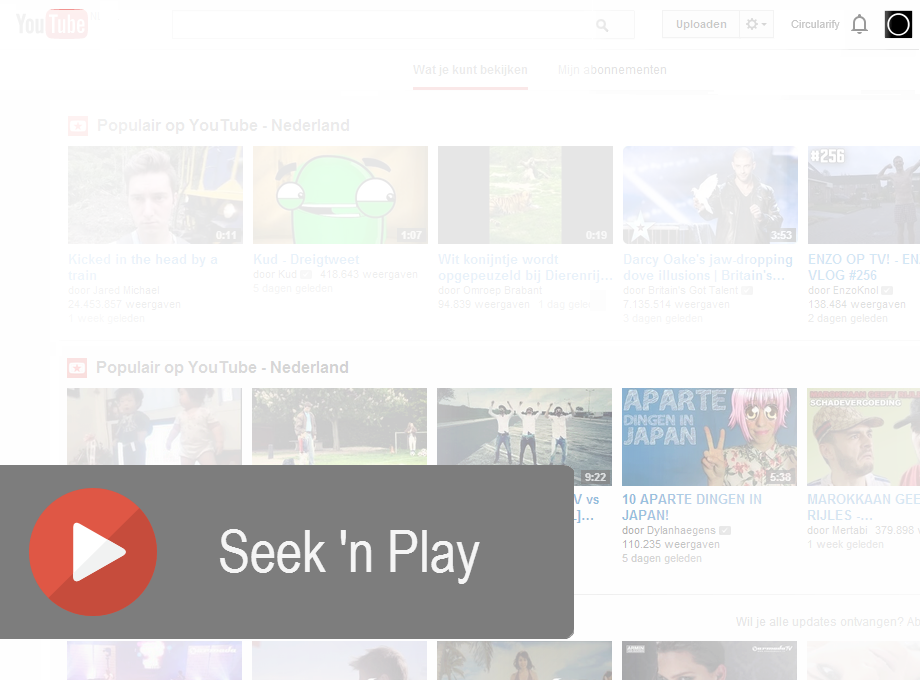 YouTube
Uploaden
Circularify
Wat je kunt bekijken
Mijn abonnementen
Populair op YouTube - Nederland
#256
0:11
1:07
0:19
3:53
Kicked in the head by a
train
door Jared Michael
24.453.557 weergaven
1 week geleden
Kud - Dreigtweet
door Kud 418.643 weergaven
5 dagen geleden
Wit konijntje wordt
opgepeuzeld bij Dierenrij...
door Omroep Brabant
94.839 weergaven 1 dag gele
Darcy Oake's jaw-dropping
dove illusions | Britain's...
door Britain's Got Talent
7.135.514 weergaven
3 dagen geleden
ENZO OP TV! - EN
VLOG #256
door EnzoKnol
138.484 weergaven
2 dagen geleden
Populair op YouTube - Nederland
APARTE
DINGEN IN
JAPAN
SCHADEVERGOEDING
9:22
5:38
V vs
L]...
10 APARTE DINGEN IN
JAPAN!
door Dylanhaegens
110.235 weergaven
5 dagen geleden
MAROKKAAN GEE
RIJLES -...
door Mertabi 379.898
1 week geleden
Seek 'n Play
Wil je alle updates ontvangen? Ab